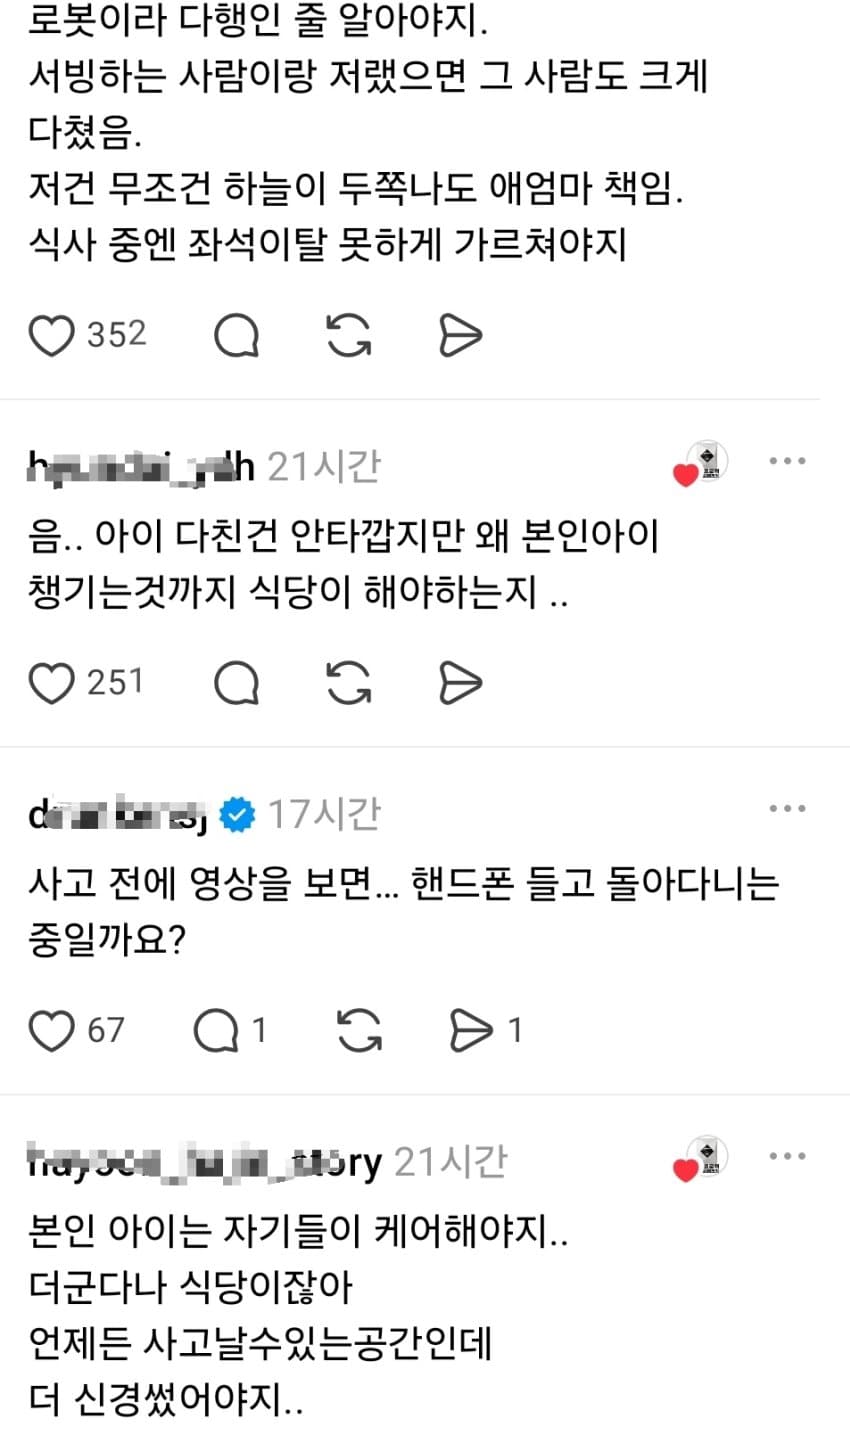 로봇이라 다행인 줄 알아야지.
서빙하는 사람이랑 저랬으면 그 사람도 크게
다쳤음.
저건 무조건 하늘이 두쪽나도 애엄마 책임.
식사 중엔 좌석이탈 못하게 가르쳐야지
352
21시간
음.. 아이 다친건 안타깝지만 왜 본인아이
챙기는것까지 식당이 해야하는지 ..
251
17시간
사고 전에 영상을 보면... 핸드폰 들고 돌아다니는
중일까요?
67 1 1
21시간
본인 아이는 자기들이 케어해야지..
더군다나 식당이잖아
언제든 사고날수있는공간인데
더 신경썼어야지..